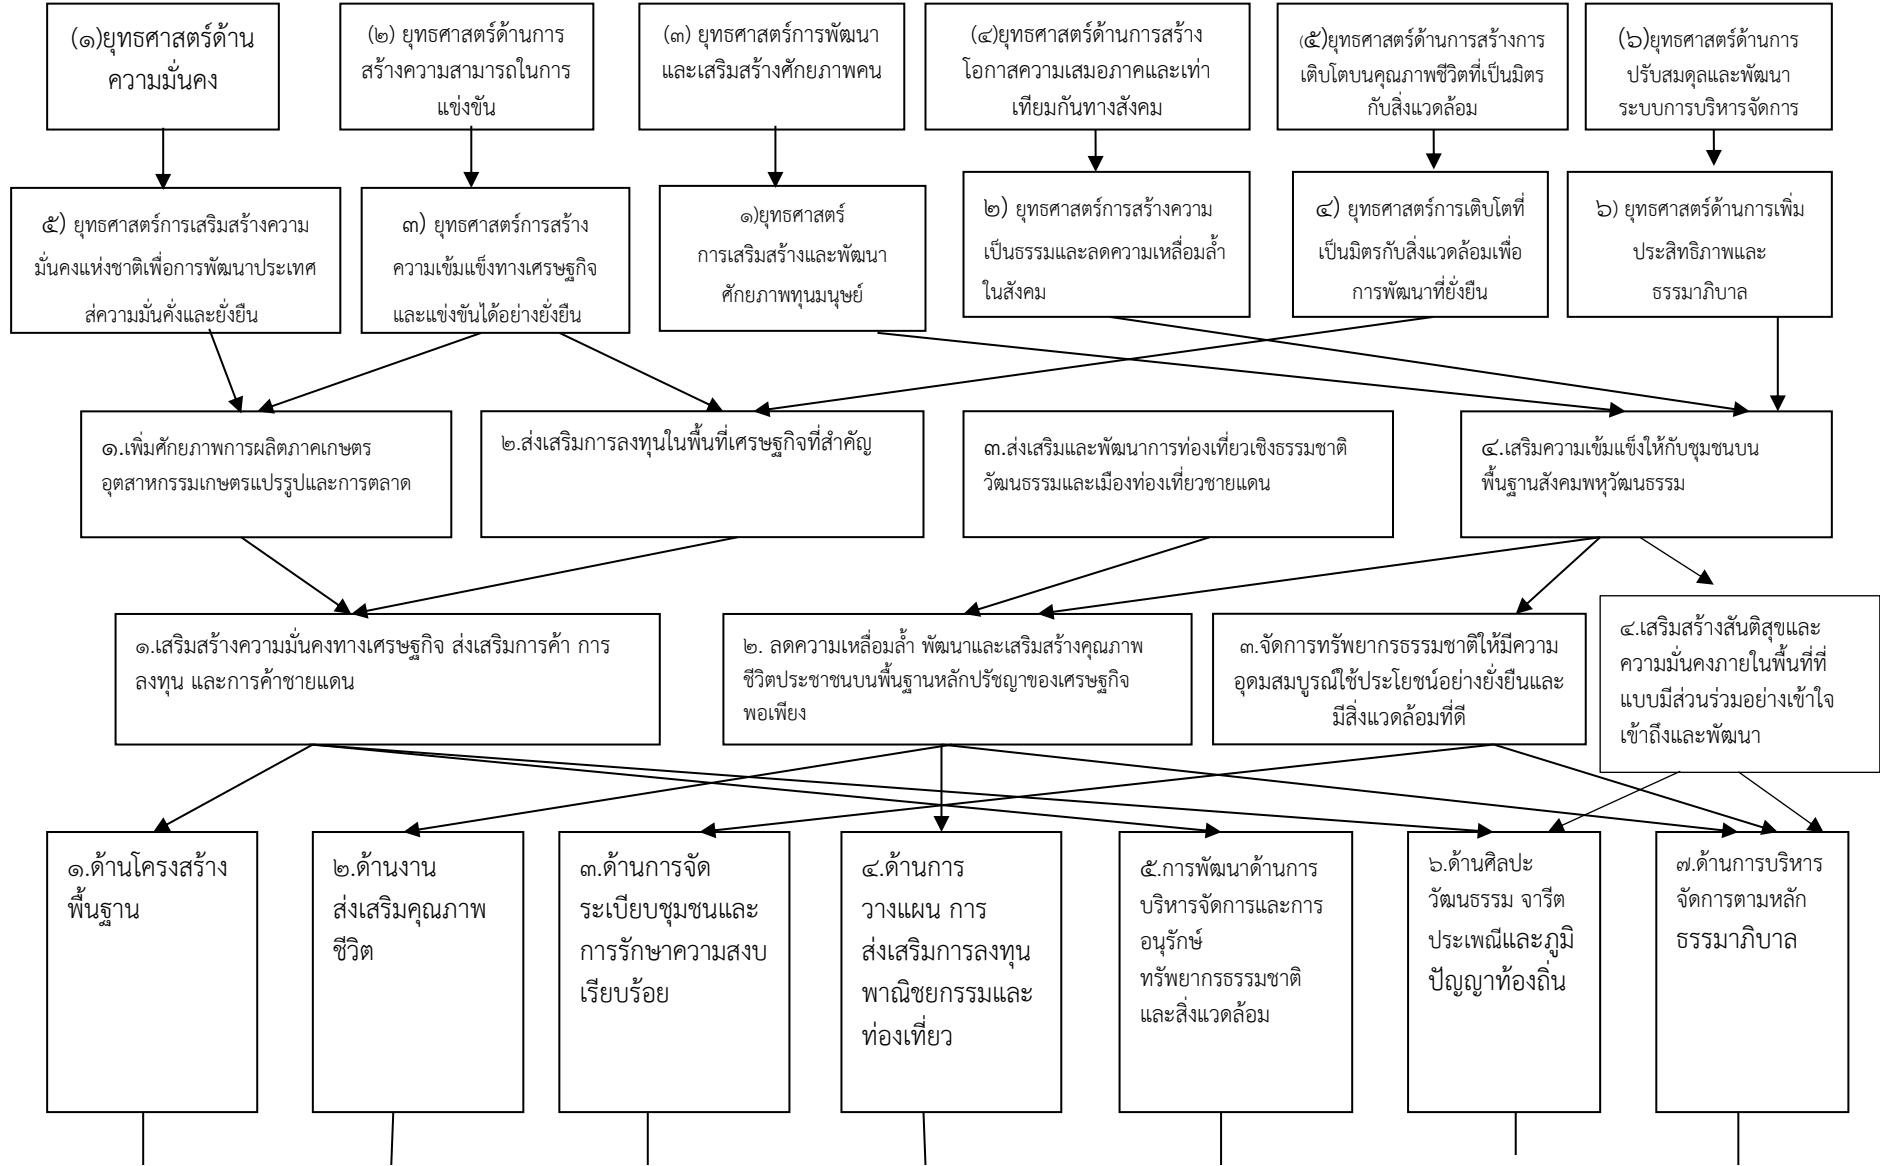 (๑)ยุทธศาสตร์ด้าน
ความมั่นคง
(๒) ยุทธศาสตร์ด้านการ
สร้างความสามารถในการ
แข่งขัน
(๓) ยุทธศาสตร์การพัฒนา
และเสริมสร้างศักยภาพคน
(๔)ยุทธศาสตร์ด้านการสร้าง
โอกาสความเสมอภาคและเท่า
เทียมกันทางสังคม
(๕)ยุทธศาสตร์ด้านการสร้างการ
เติบโตบนคุณภาพชีวิตที่เป็นมิตร
กับสิ่งแวดล้อม
(๖)ยุทธศาสตร์ด้านการ
ปรับสมดุลและพัฒนา
ระบบการบริหารจัดการ
๕) ยุทธศาสตร์การเสริมสร้างความ
มั่นคงแห่งชาติเพื่อการพัฒนาประเทศ
ส่ความมั่นคั่งและยั่งยืน
๓) ยุทธศาสตร์การสร้าง
ความเข้มแข็งทางเศรษฐกิจ
และแข่งขันได้อย่างยั่งยืน
๑)ยุทธศาสตร์
การเสริมสร้างและพัฒนา
ศักยภาพทุนมนุษย์
๒) ยุทธศาสตร์การสร้างความ
เป็นธรรมและลดความเหลื่อมล้ำ
ในสังคม
๔) ยุทธศาสตร์การเติบโตที่
เป็นมิตรกับสิ่งแวดล้อมเพื่อ
การพัฒนาที่ยั่งยืน
๖) ยุทธศาสตร์ด้านการเพิ่ม
ประสิทธิภาพและ
ธรรมาภิบาล
๑.เพิ่มศักยภาพการผลิตภาคเกษตร
อุตสาหกรรมเกษตรแปรรูปและการตลาด
๒.ส่งเสริมการลงทุนในพื้นที่เศรษฐกิจที่สำคัญ
๓.ส่งเสริมและพัฒนาการท่องเที่ยวเชิงธรรมชาติ
วัฒนธรรมและเมืองท่องเที่ยวชายแดน
๔.เสริมความเข้มแข็งให้กับชุมชนบน
พื้นฐานสังคมพหุวัฒนธรรม
๑.เสริมสร้างความมั่นคงทางเศรษฐกิจ ส่งเสริมการค้า การ
ลงทุน และการค้าชายแดน
๒. ลดความเหลื่อมล้ำ พัฒนาและเสริมสร้างคุณภาพ
ชีวิตประชาชนบนพื้นฐานหลักปรัชญาของเศรษฐกิจ
พอเพียง
๓.จัดการทรัพยากรธรรมชาติให้มีความ
อุดมสมบูรณ์ใช้ประโยชน์อย่างยั่งยืนและ
มีสิ่งแวดล้อมที่ดี
๔.เสริมสร้างสันติสุขและ
ความมั่นคงภายในพื้นที่ที่
แบบมีส่วนร่วมอย่างเข้าใจ
เข้าถึงและพัฒนา
๑.ด้านโครงสร้าง
พื้นฐาน
๒.ด้านงาน
ส่งเสริมคุณภาพ
ชีวิต
๓.ด้านการจัด
ระเบียบชุมชนและ
การรักษาความสงบ
เรียบร้อย
๔.ด้านการ
วางแผน การ
ส่งเสริมการลงทุน
พาณิชยกรรมและ
ท่องเที่ยว
๕.การพัฒนาด้านการ
บริหารจัดการและการ
อนุรักษ์
ทรัพยากรธรรมชาติ
และสิ่งแวดล้อม
๖.ด้านศิลปะ
วัฒนธรรม จารีต
ประเพณีและภูมิ
ปัญญาท้องถิ่น
๗.ด้านการบริหาร
จัดการตามหลัก
ธรรมาภิบาล